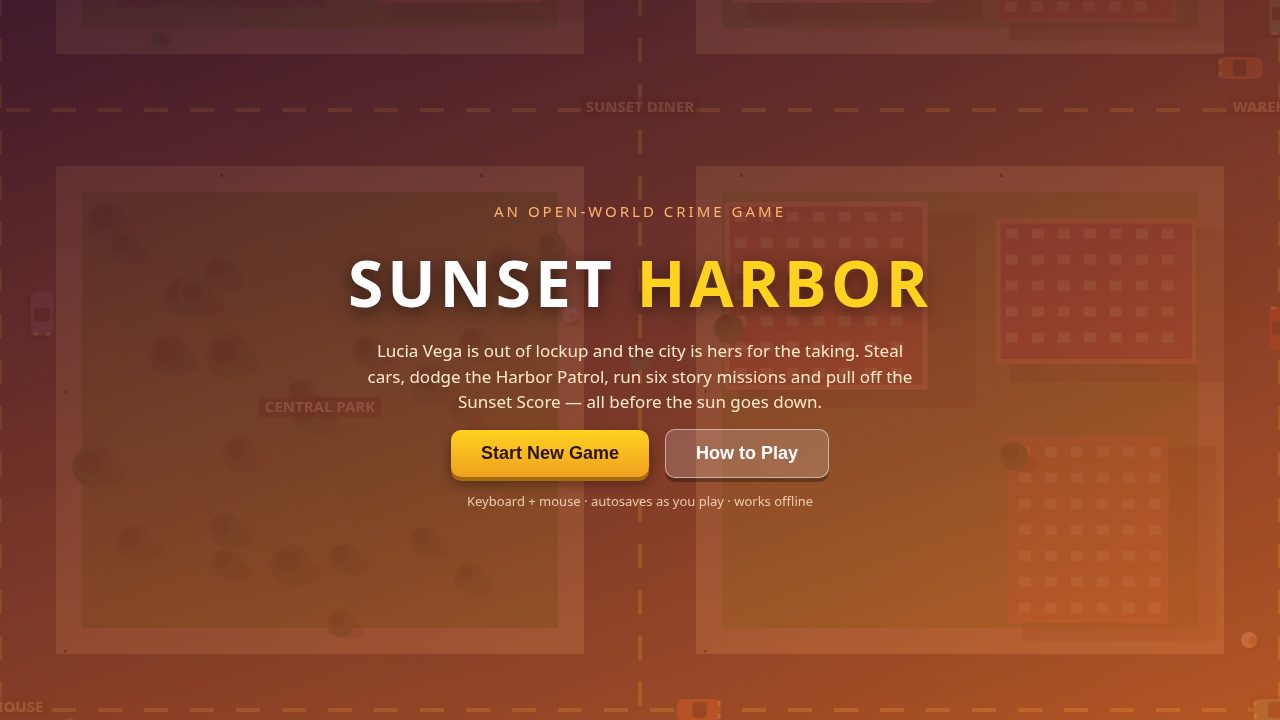 SUNSET DINER
AN OPEN-WORLD CRIME GAME
SUNSET HARBOR
Lucia Vega is out of lockup and the city is hers for the taking. Steal
cars, dodge the Harbor Patrol, run six story missions and pull off the
Sunset Score — all before the sun goes down.
CENTRAL PARK
Start New Game
How to Play
Keyboard + mouse · autosaves as you play · works offline